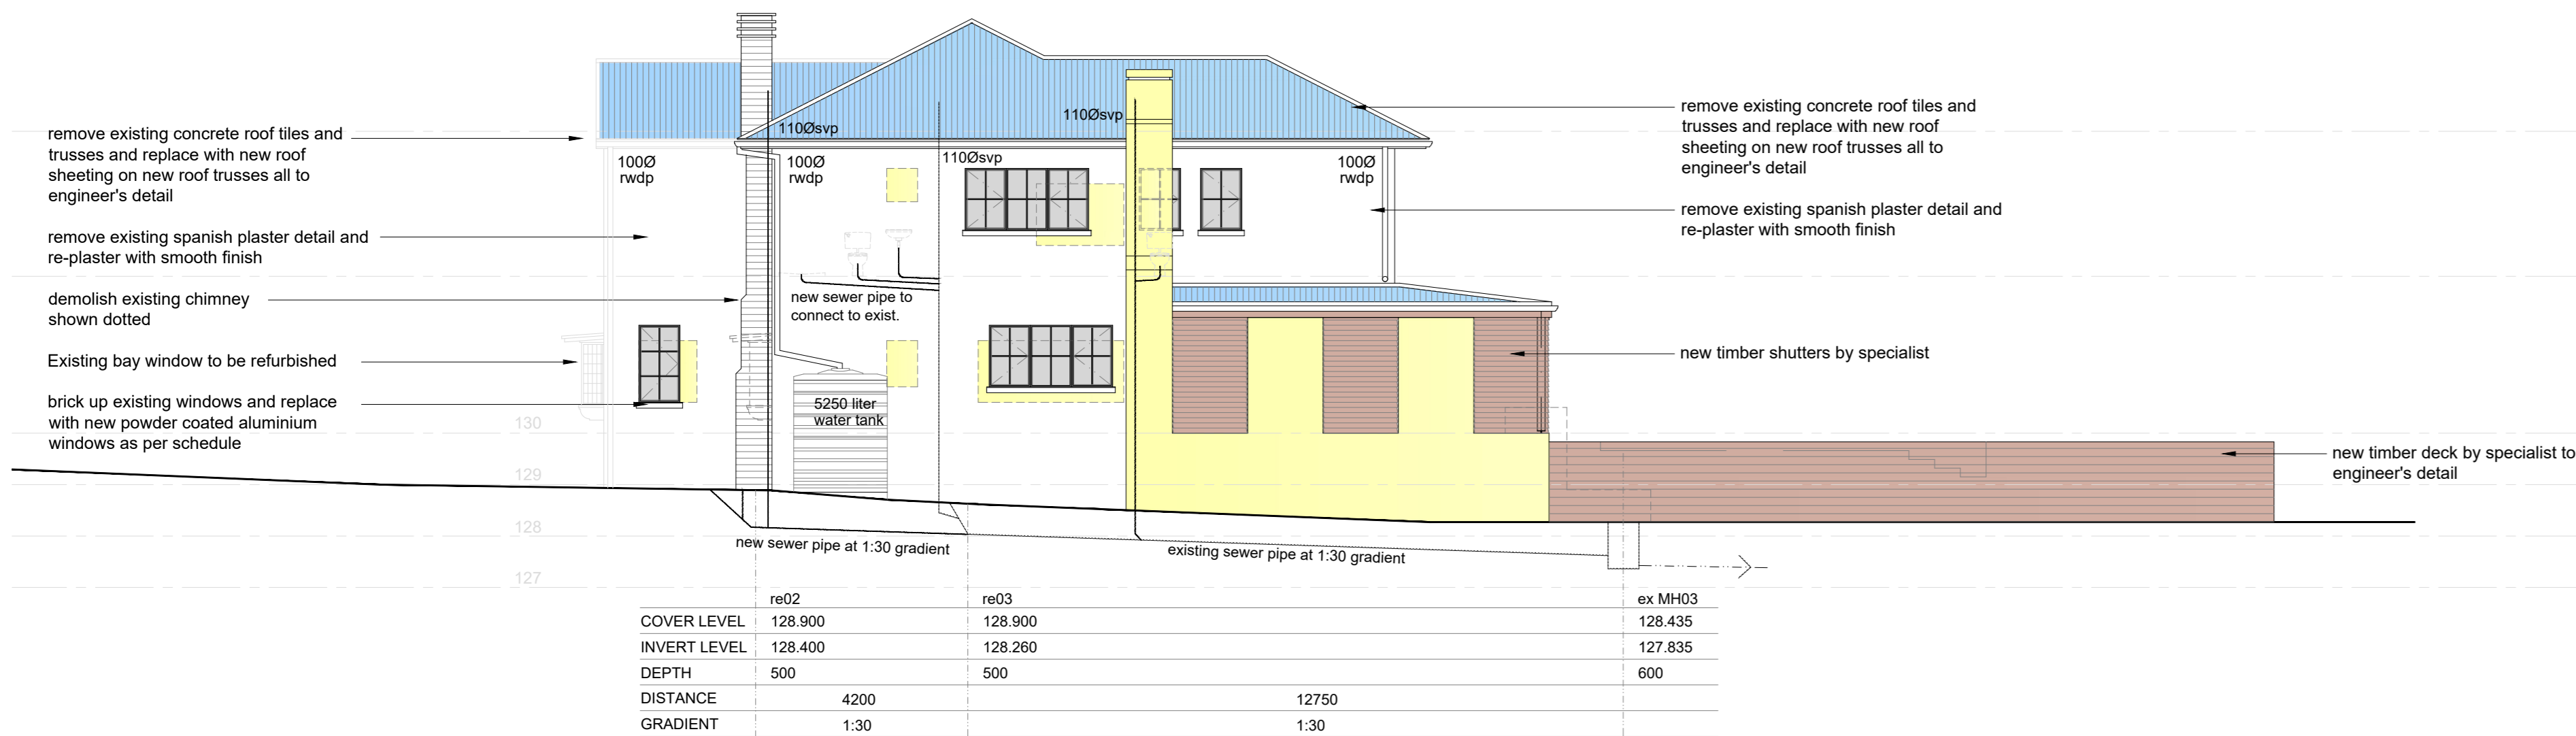 remove existing concrete roof tiles and
trusses and replace with new roof
sheeting on new roof trusses all to
engineer's detail
remove existing spanish plaster detail and
re-plaster with smooth finish
demolish existing chimney
shown dotted
Existing bay window to be refurbished
brick up existing windows and replace
with new powder coated aluminium
windows as per schedule
130
129
128
127
100Ø
rwdp
110Øsvp
100Ø
rwdp
110Øsvp
110Øsvp
100Ø
rwdp
new sewer pipe to
connect to exist.
5250 liter
water tank
new sewer pipe at 1:30 gradient
existing sewer pipe at 1:30 gradient
remove existing concrete roof tiles and
trusses and replace with new roof
sheeting on new roof trusses all to
engineer's detail
remove existing spanish plaster detail and
re-plaster with smooth finish
new timber shutters by specialist
new timber deck by specialist to
engineer's detail
re02 re03 ex MH03
COVER LEVEL 128.900 128.900 128.435
INVERT LEVEL 128.400 128.260 127.835
DEPTH 500 500 600
DISTANCE 4200 12750
GRADIENT 1:30 1:30